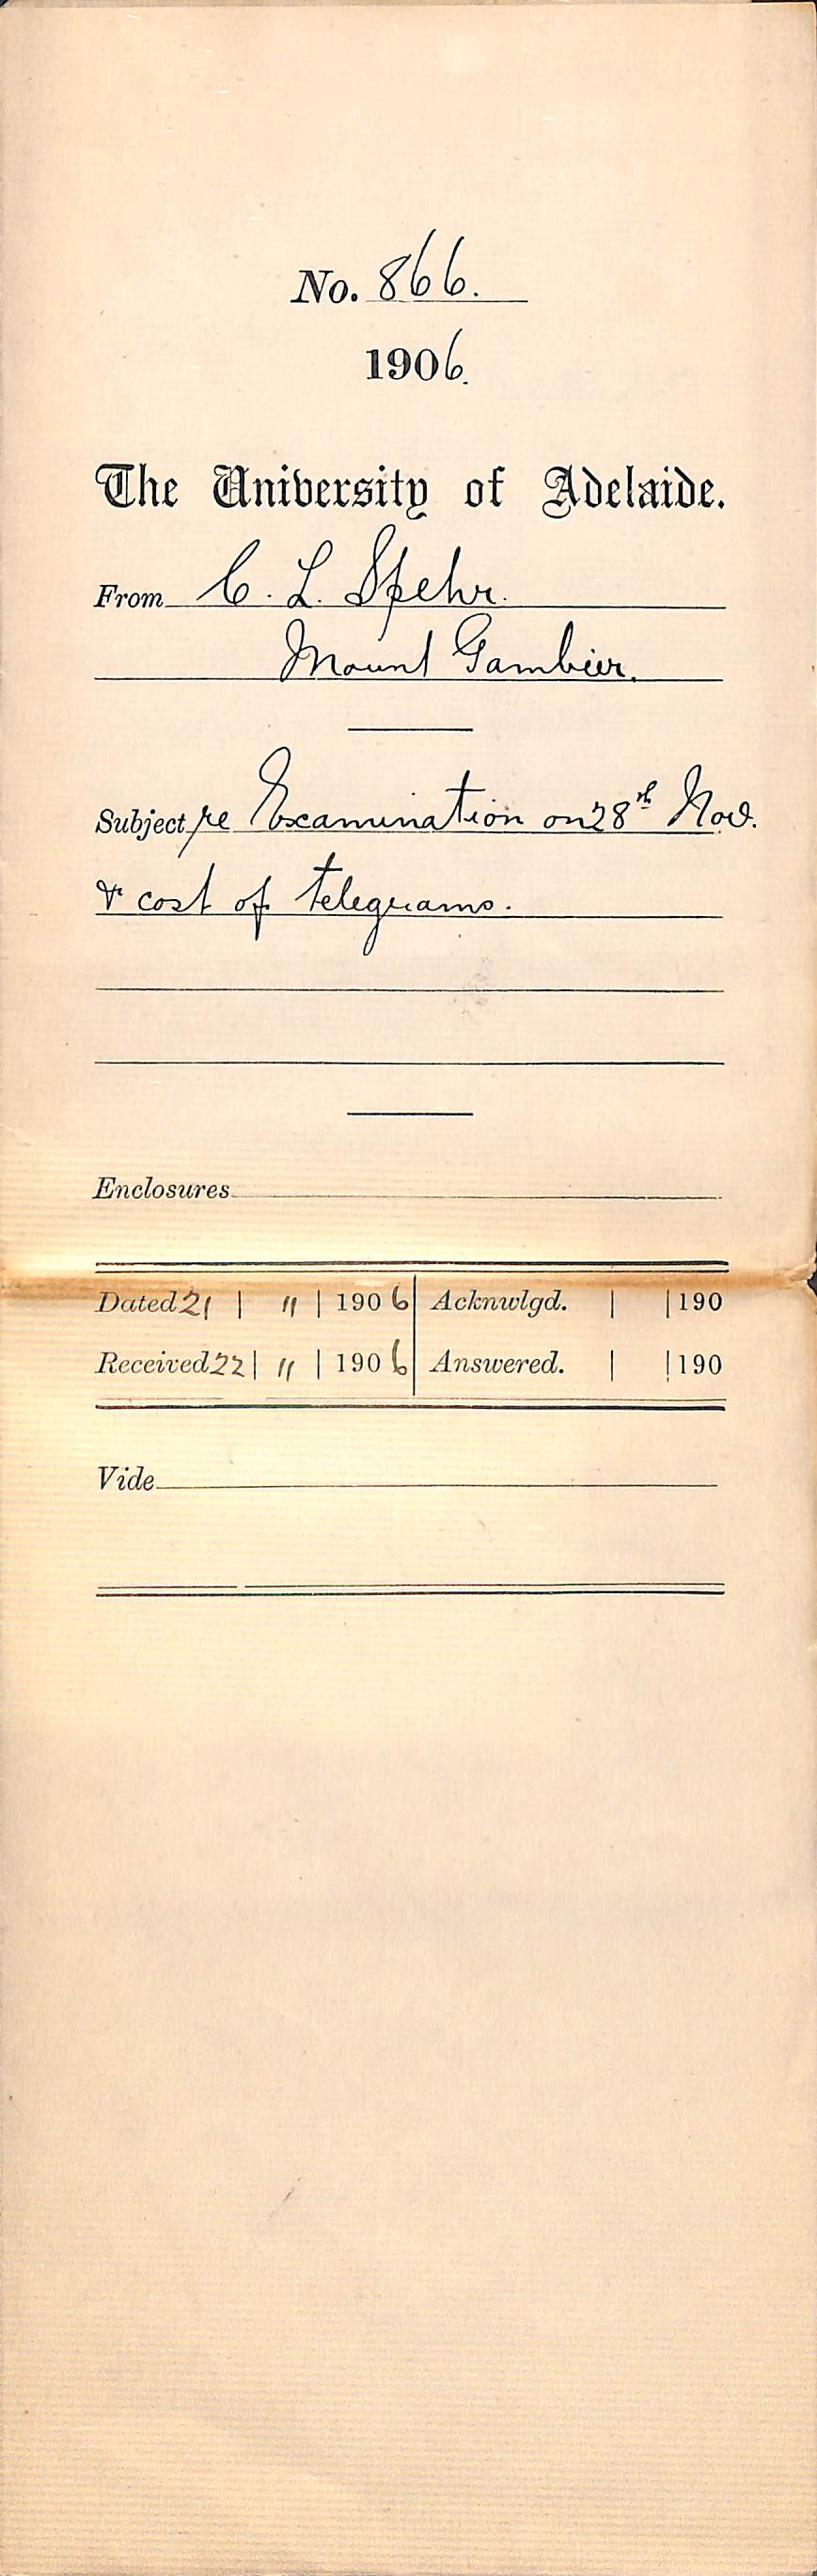 No. 866.
1906.
The University of Adelaide.
From C. L. Spehr.
Mount Gambier.
Subject re Examination on 28th Nov.
& cost of telegrams.
Enclosures
Dated 21 | 11 | 1906 Acknwlgd. | | 190
Received 22 | 11 | 1906 Answered. | | 190
Vide